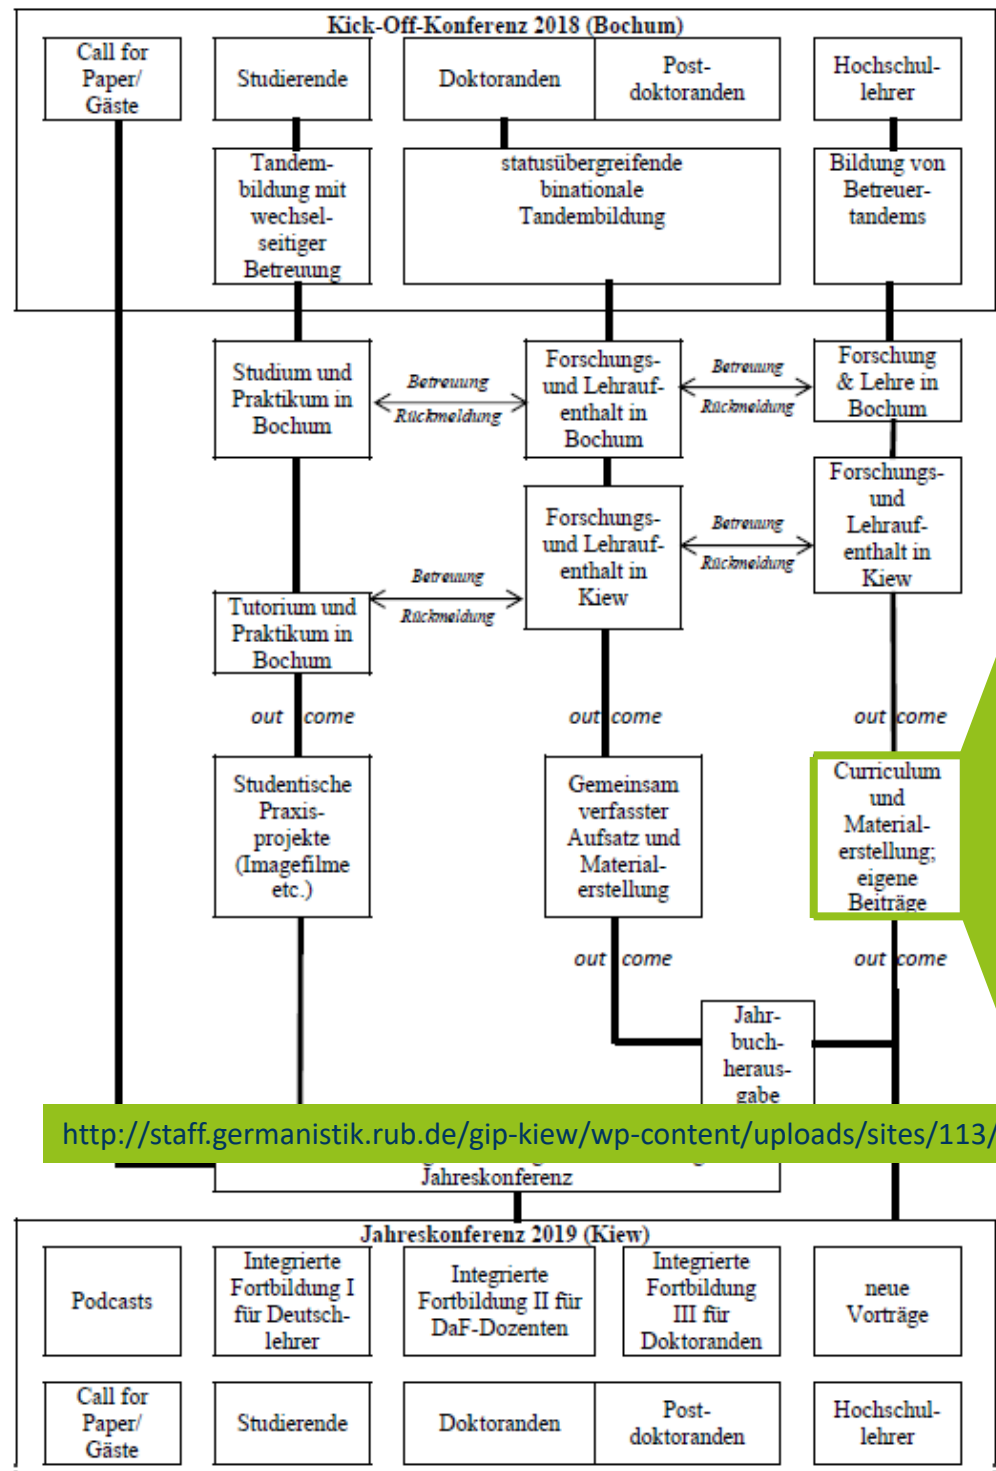 Kick-Off-Konferenz 2018 (Bochum)
Call for
Paper/
Gäste
Studierende
Doktoranden
Post-
doktoranden
Hochschul-
lehrer
Tandem-
bildung mit
wechsel-
seitiger
Betreuung
statusübergreifende
binationale
Tandembildung
Bildung von
Betreuer-
tandems
Studium und
Praktikum in
Bochum
Betreuung
Rückmeldung
Forschungs-
und Lehrauf-
enthalt in
Bochum
Betreuung
Rückmeldung
Forschung
& Lehre in
Bochum
Forschungs-
und Lehrauf-
enthalt in
Kiew
Betreuung
Rückmeldung
Forschungs-
und
Lehrauf-
enthalt in
Kiew
Betreuung
Rückmeldung
Tutorium und
Praktikum in
Bochum
out come
out come
out come
Studentische
Praxis-
projekte
(Imagefilme
etc.)
Gemeinsam
verfasster
Aufsatz und
Material-
erstellung
Curriculum
und
Material-
erstellung;
eigene
Beiträge
out come
out come
Jahr-
buch-
heraus-
gabe
http://staff.germanistik.rub.de/gip-kiew/wp-content/uploads/sites/113/
Jahreskonferenz
Jahreskonferenz 2019 (Kiew)
Podcasts
Integrierte
Fortbildung I
für Deutsch-
lehrer
Integrierte
Fortbildung II für
DaF-Dozenten
Integrierte
Fortbildung
III für
Doktoranden
neue
Vorträge
Call for
Paper/
Gäste
Studierende
Doktoranden
Post-
doktoranden
Hochschul-
lehrer